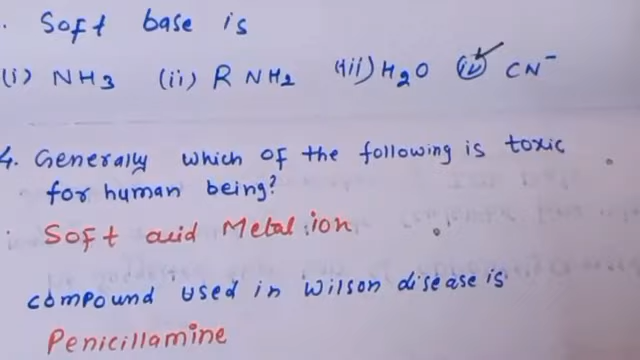 . Soft base is
(i) NH3 (ii) R NH2 (iii) H2O (iv) CN⁻
4. Generally which of the following is toxic
for human being?
Soft acid Metal ion
compound used in Wilson disease is
Penicillamine